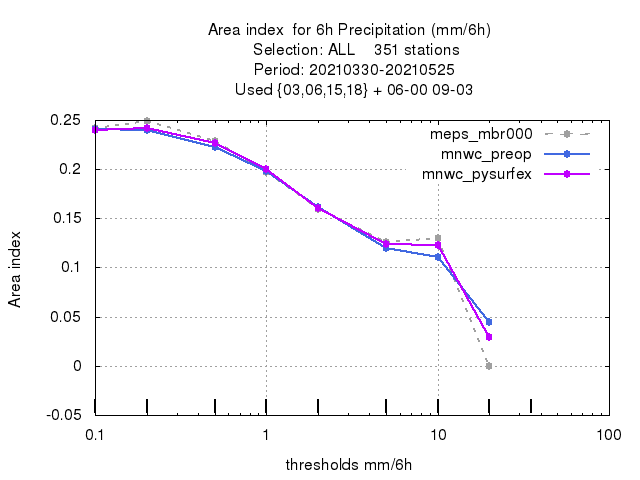 Area index  for 6h Precipitation (mm/6h)
Selection: ALL    351 stations
Period: 20210330-20210525
Used {03,06,15,18} + 06-00 09-03
meps_mbr000
mnwc_preop
mnwc_pysurfex
0.25
0.2
0.15
0.1
0.05
0
-0.05
Area index
0.1 1 10 100
thresholds mm/6h